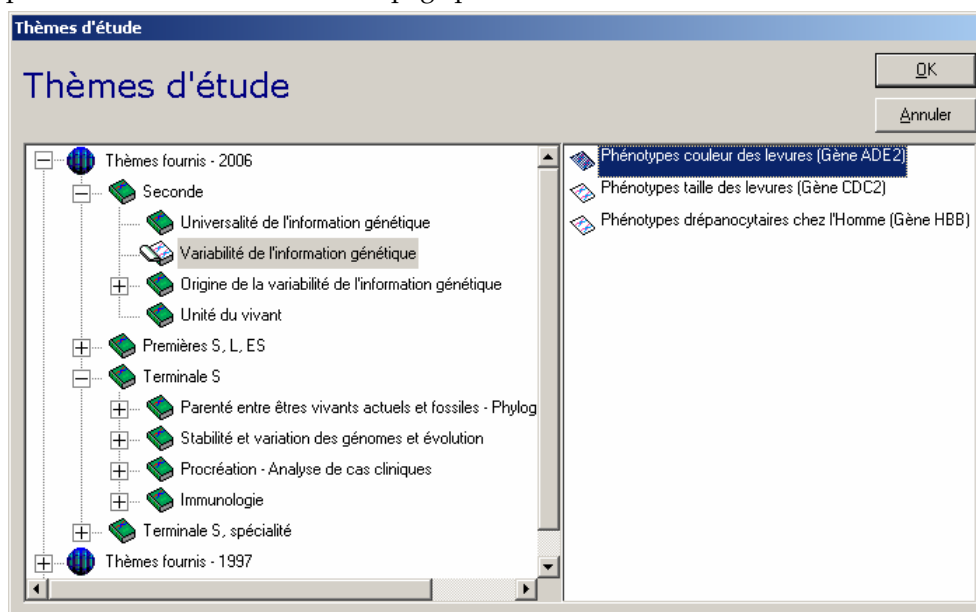 Thèmes d'étude
Thèmes d'étude
OK
Annuler
Thèmes fournis - 2006
Seconde
Universalité de l'information génétique
Variabilité de l'information génétique
Origine de la variabilité de l'information génétique
Unité du vivant
Premières S, L, ES
Terminale S
Parenté entre êtres vivants actuels et fossiles - Phylog
Stabilité et variation des génomes et évolution
Procréation - Analyse de cas cliniques
Immunologie
Terminale S, spécialité
Thèmes fournis - 1997
Phénotypes couleur des levures (Gène ADE2)
Phénotypes taille des levures (Gène CDC2)
Phénotypes drépanocytaires chez l'Homme (Gène HBB)